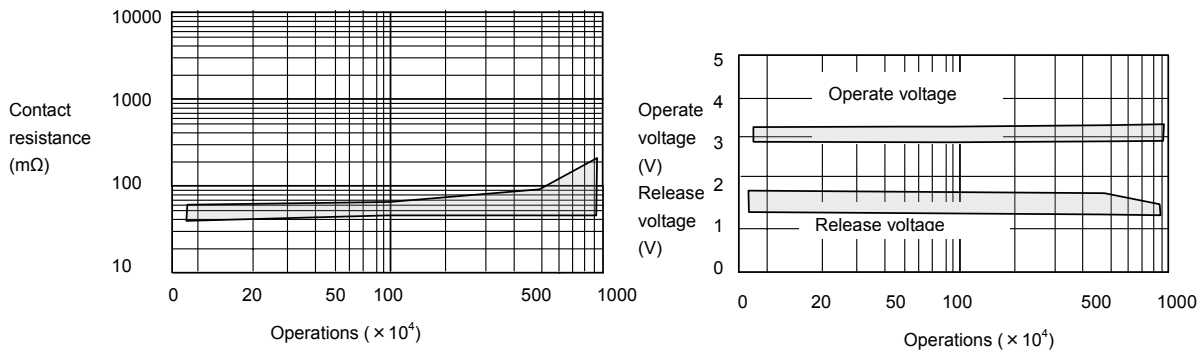 10000
1000
100
10
Contact
resistance
(mΩ)
0 20 50 100 500 1000
Operations (×10⁴)
5
4
3
2
1
0
Operate
voltage
(V)
Release
voltage
(V)
Operate voltage
Release voltage
0 20 50 100 500 1000
Operations (×10⁴)